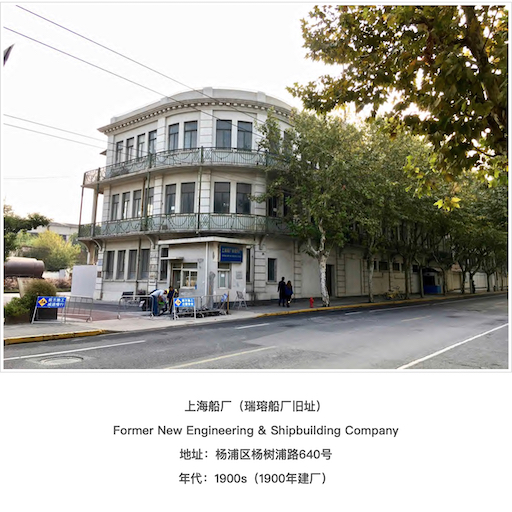 上海船厂（瑞瑢船厂旧址）
Former New Engineering & Shipbuilding Company
地址：杨浦区杨树浦路640号
年代：1900s（1900年建厂）